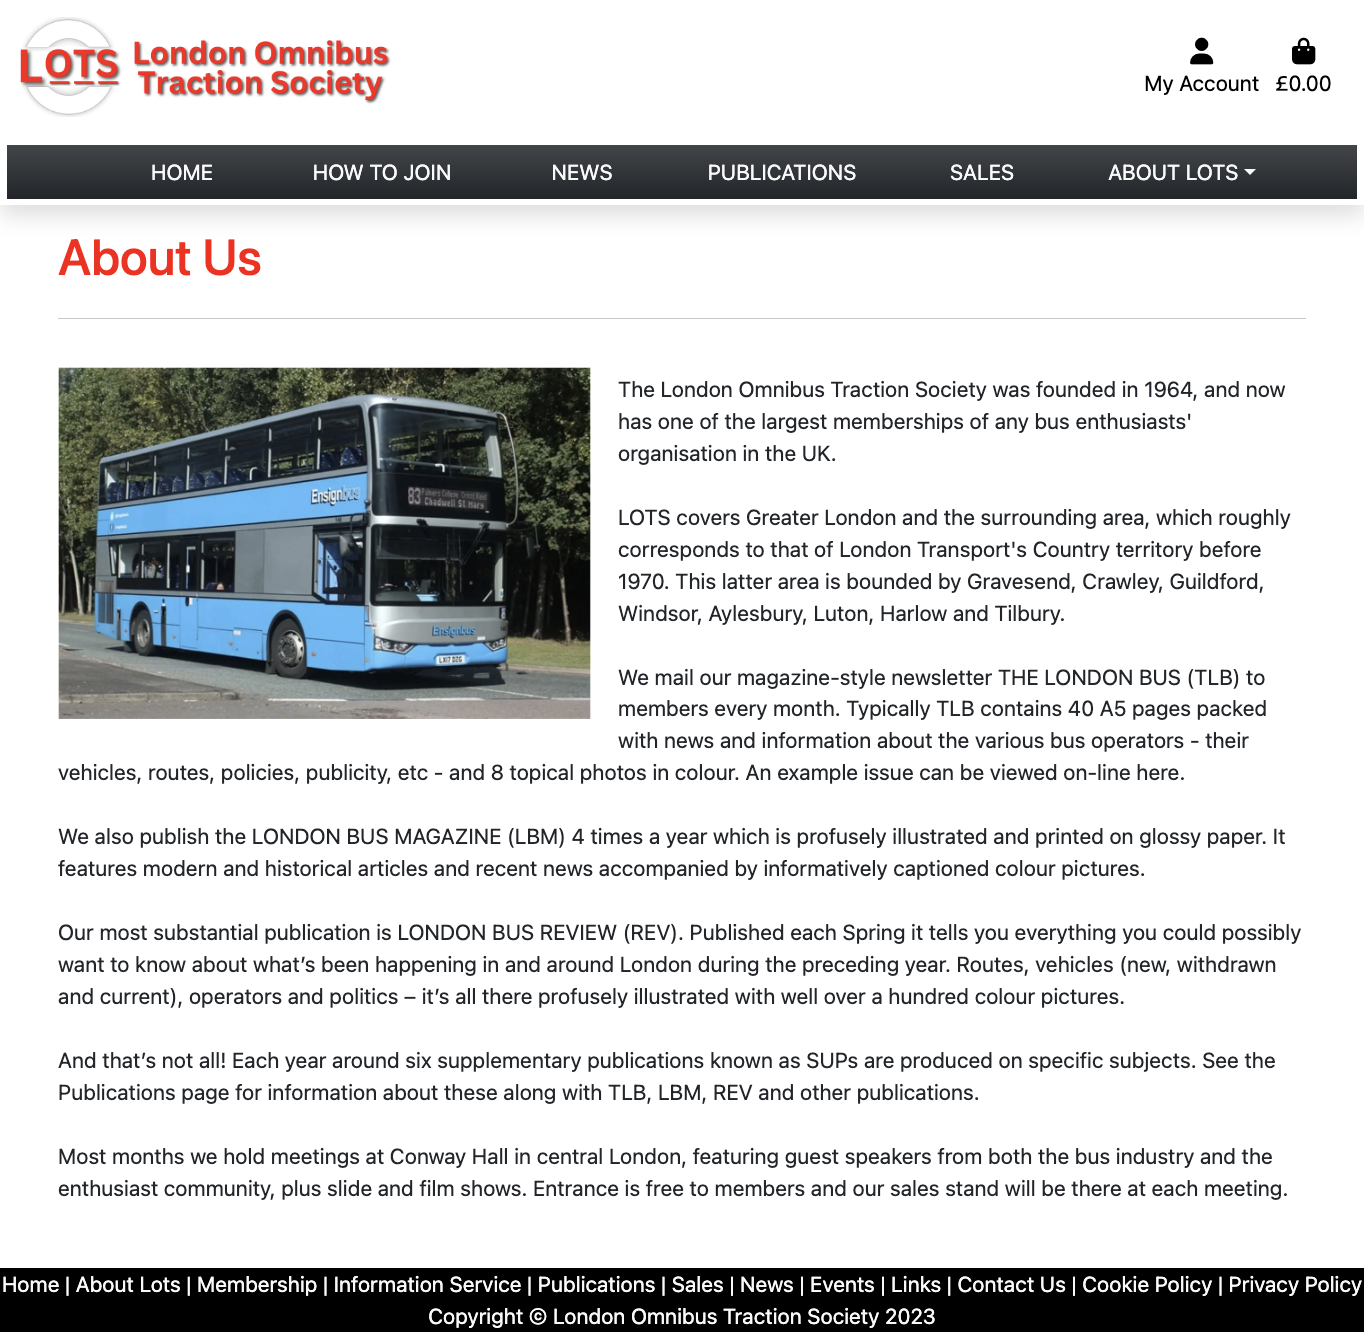 LOTS London Omnibus
Traction Society
My Account £0.00
HOME HOW TO JOIN NEWS PUBLICATIONS SALES ABOUT LOTS
About Us
Ensignbus
83
Chadwell St Mary
Ensignbus
LX17 DZG
The London Omnibus Traction Society was founded in 1964, and now
has one of the largest memberships of any bus enthusiasts'
organisation in the UK.
LOTS covers Greater London and the surrounding area, which roughly
corresponds to that of London Transport's Country territory before
1970. This latter area is bounded by Gravesend, Crawley, Guildford,
Windsor, Aylesbury, Luton, Harlow and Tilbury.
We mail our magazine-style newsletter THE LONDON BUS (TLB) to
members every month. Typically TLB contains 40 A5 pages packed
with news and information about the various bus operators - their
vehicles, routes, policies, publicity, etc - and 8 topical photos in colour. An example issue can be viewed on-line here.
We also publish the LONDON BUS MAGAZINE (LBM) 4 times a year which is profusely illustrated and printed on glossy paper. It
features modern and historical articles and recent news accompanied by informatively captioned colour pictures.
Our most substantial publication is LONDON BUS REVIEW (REV). Published each Spring it tells you everything you could possibly
want to know about what’s been happening in and around London during the preceding year. Routes, vehicles (new, withdrawn
and current), operators and politics – it’s all there profusely illustrated with well over a hundred colour pictures.
And that’s not all! Each year around six supplementary publications known as SUPs are produced on specific subjects. See the
Publications page for information about these along with TLB, LBM, REV and other publications.
Most months we hold meetings at Conway Hall in central London, featuring guest speakers from both the bus industry and the
enthusiast community, plus slide and film shows. Entrance is free to members and our sales stand will be there at each meeting.
Home | About Lots | Membership | Information Service | Publications | Sales | News | Events | Links | Contact Us | Cookie Policy | Privacy Policy
Copyright © London Omnibus Traction Society 2023